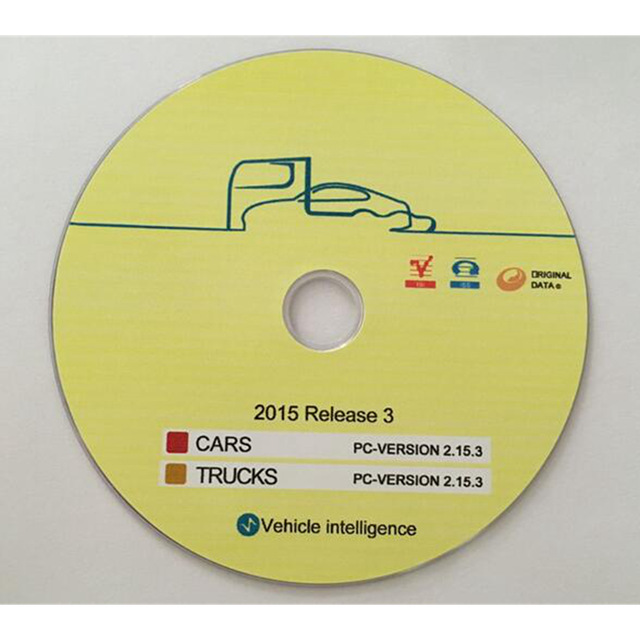 ORIGINAL
DATA®
2015 Release 3
CARS PC-VERSION 2.15.3
TRUCKS PC-VERSION 2.15.3
Vehicle intelligence